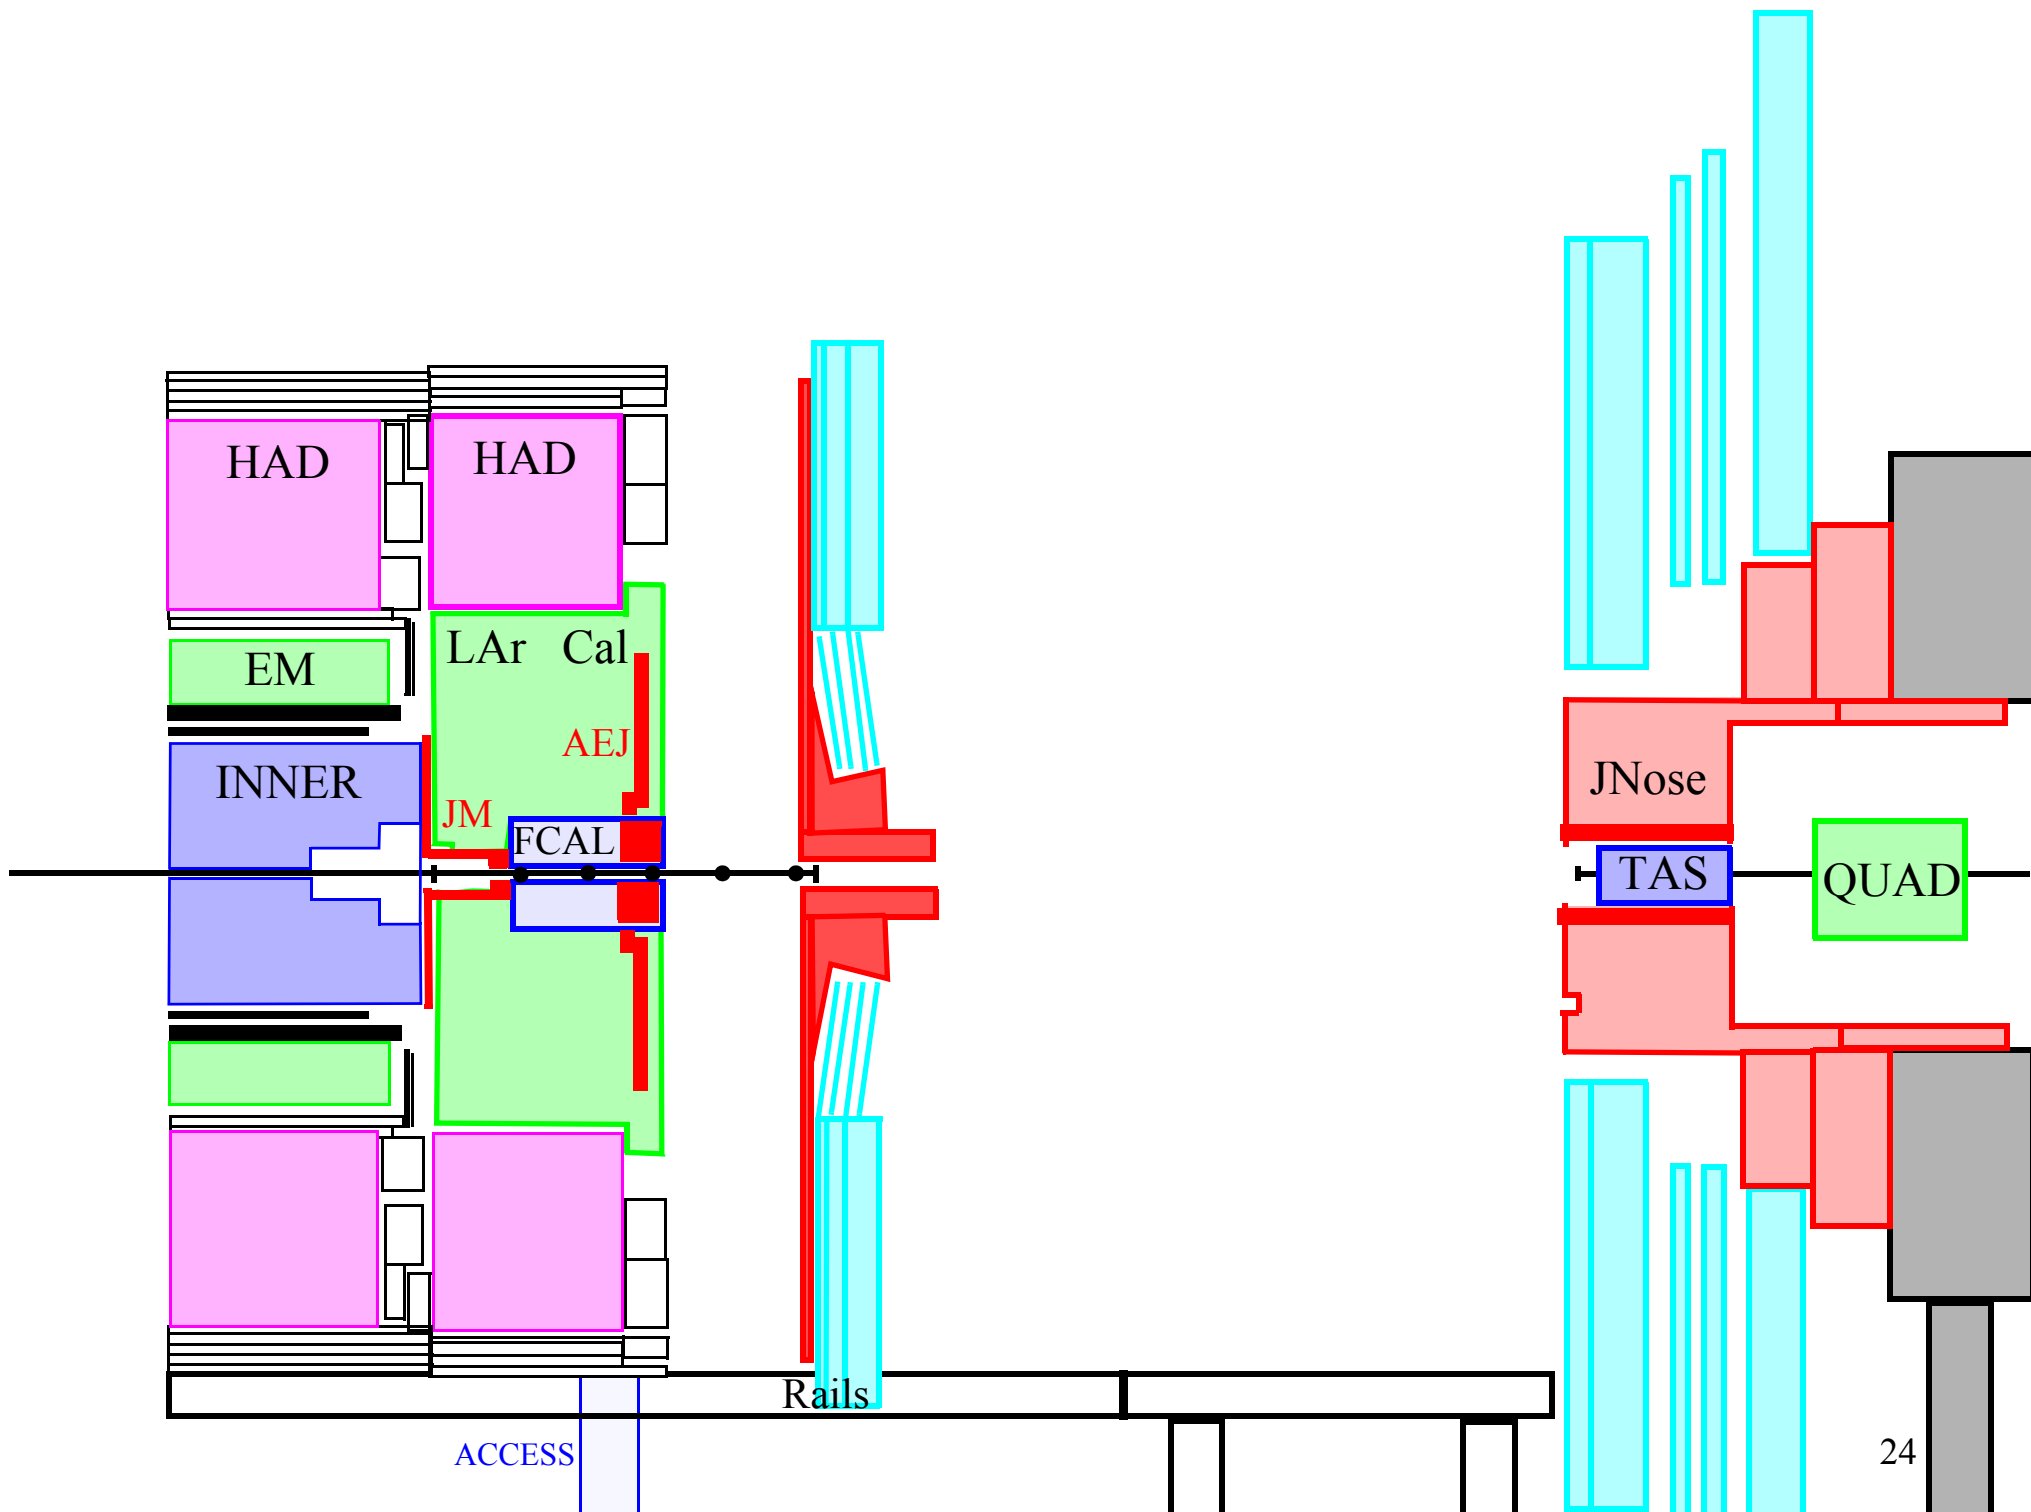 HAD
HAD
LAr Cal
EM
AEJ
INNER
JM
FCAL
JNose
TAS
QUAD
Rails
ACCESS
24